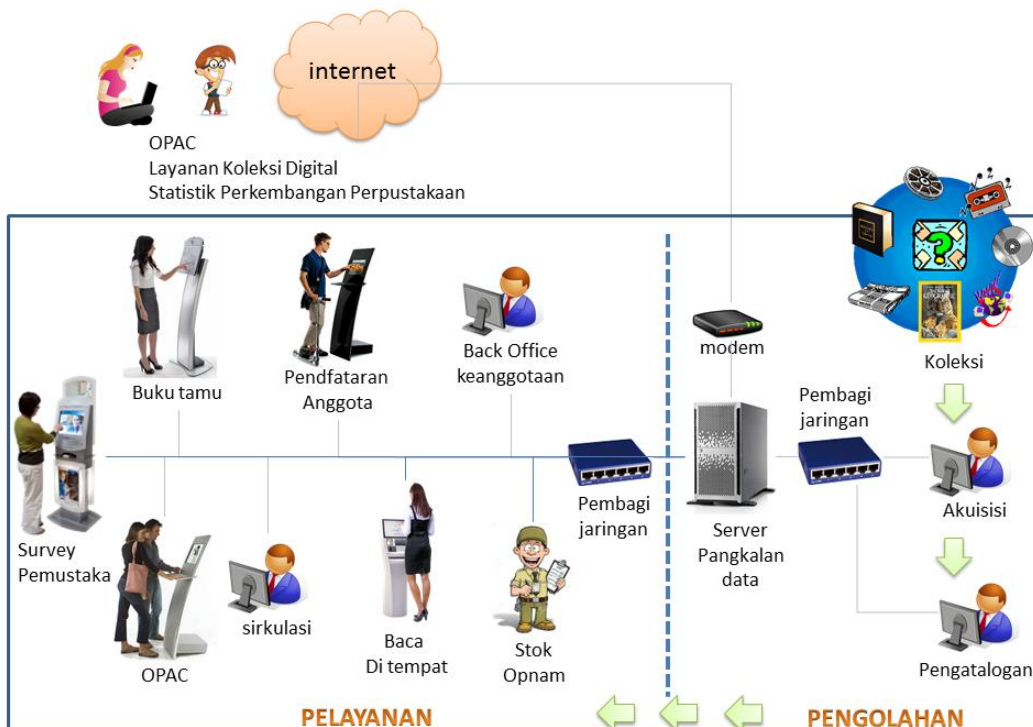 internet
OPAC
Layanan Koleksi Digital
Statistik Perkembangan Perpustakaan
Buku tamu
Pendfataran
Anggota
Back Office
keanggotaan
modem
Koleksi
Pembagi
jaringan
Survey
Pemustaka
OPAC
sirkulasi
Baca
Di tempat
Stok
Opnam
Pembagi
jaringan
Server
Pangkalan
data
Akuisisi
Pengatalogan
PELAYANAN
PENGOLAHAN